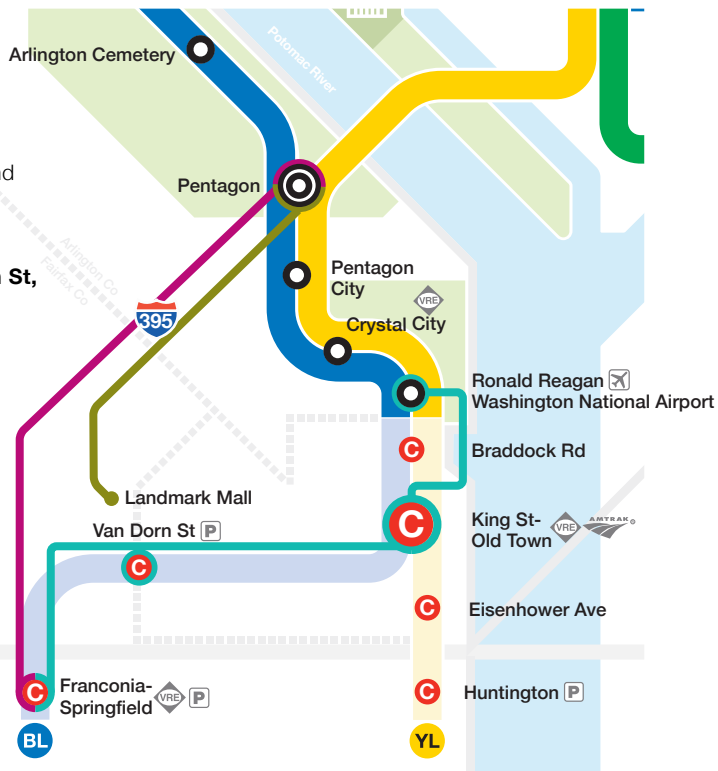 Arlington Cemetery
Potomac River
Pentagon
Arlington Co
Fairfax Co
St,
395
Pentagon
City
VRE
Crystal City
Ronald Reagan
Washington National Airport
C
Braddock Rd
Landmark Mall
C
King St-
Old Town
VRE
AMTRAK
Van Dorn St P
C
C
Eisenhower Ave
C
Franconia-
Springfield
VRE
P
C
Huntington P
BL
YL